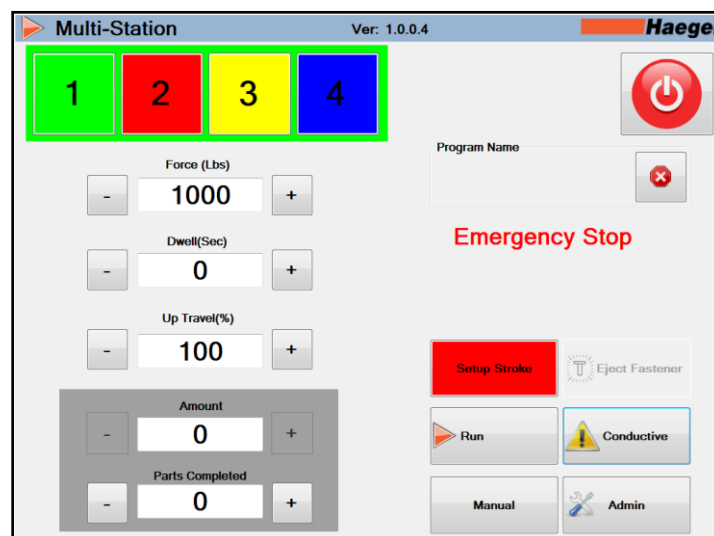 Multi-Station Ver: 1.0.0.4 Haeger
1 2 3 4
Program Name
Force (Lbs)
- 1000 +
Emergency Stop
Dwell(Sec)
- 0 +
Up Travel(%)
- 100 +
Setup Stroke Eject Fastener
Amount
- 0 +
Run Conductive
Parts Completed
- 0 +
Manual Admin